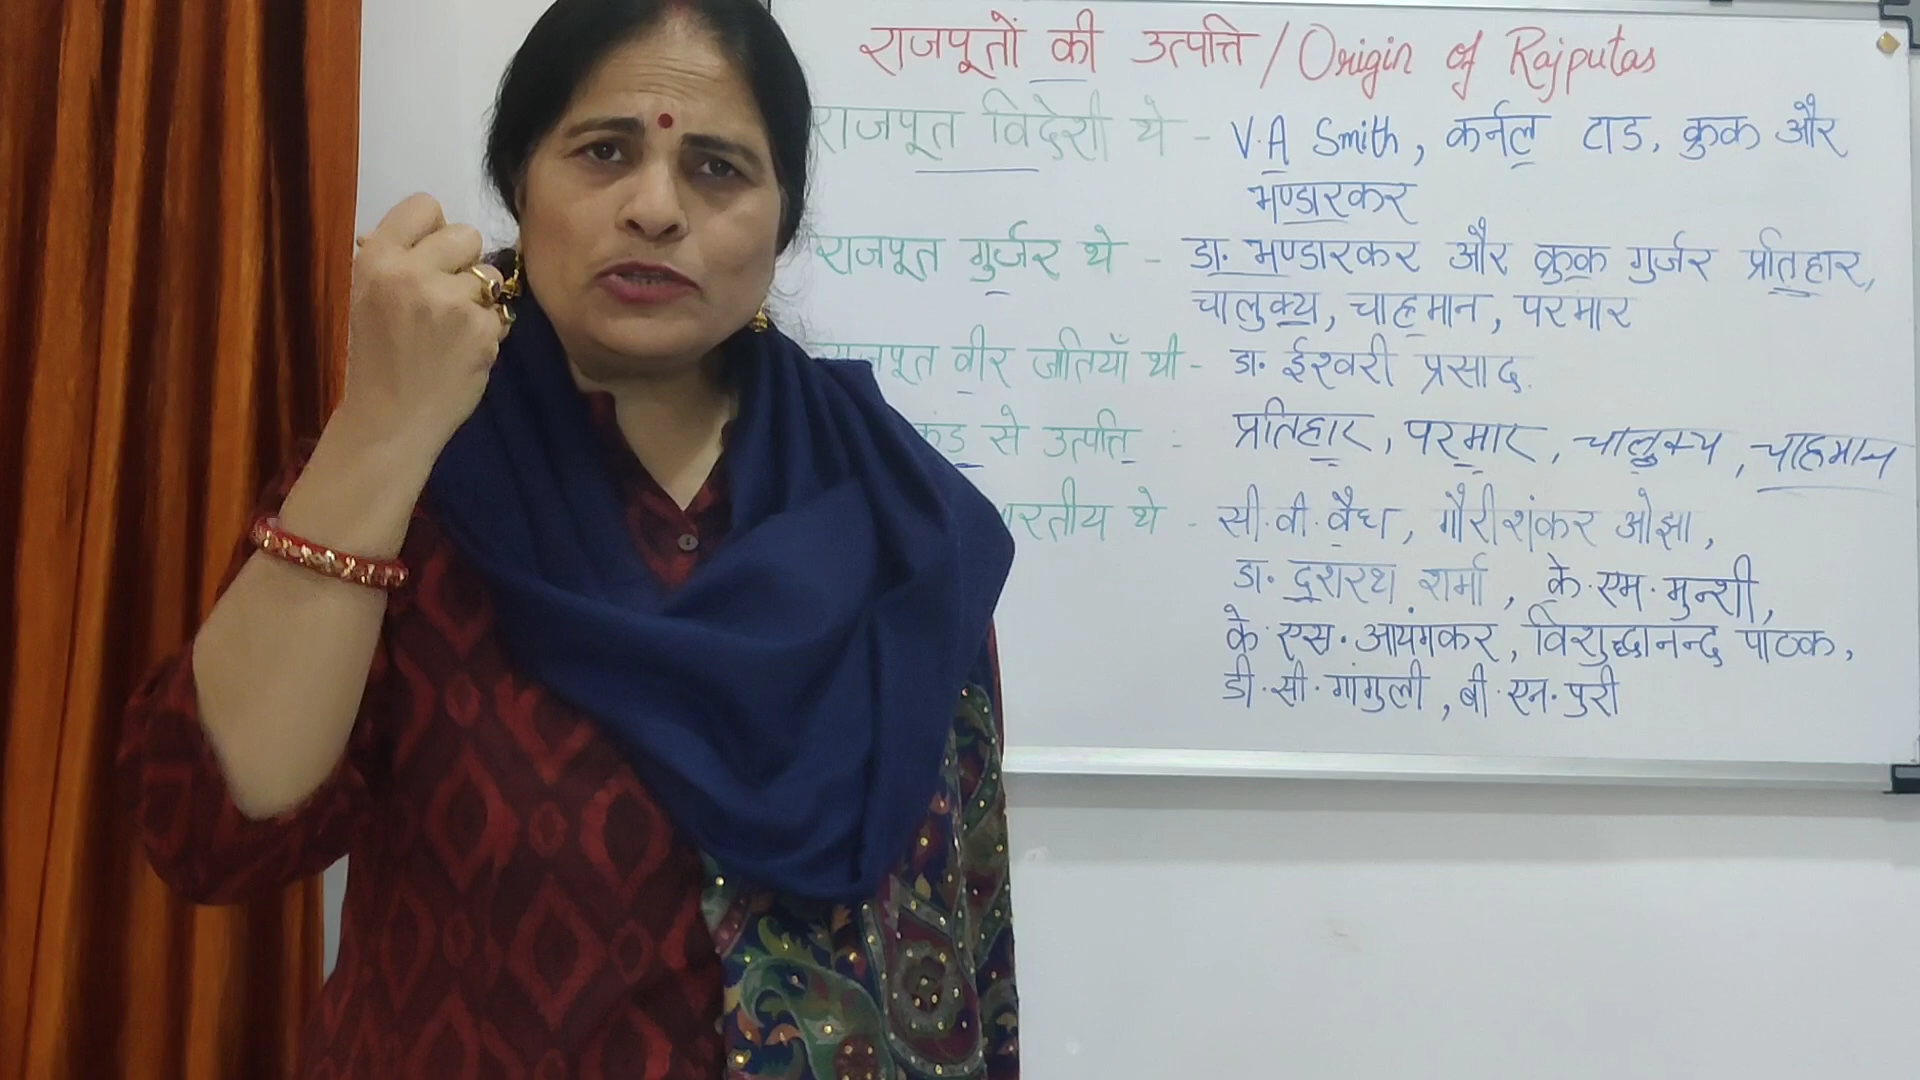 राजपूतों की उत्पत्ति / Origin of Rajputas
राजपूत विदेशी थे - V.A Smith, कर्नल टाड, क्रुक और
भण्डारकर
राजपूत गुर्जर थे - डा. भण्डारकर और क्रुक गुर्जर प्रतिहार,
चालुक्य, चाहमान, परमार
राजपूत वीर जातियाँ थी - डा. ईश्वरी प्रसाद.
कुंड से उत्पत्ति - प्रतिहार, परमार, चालुक्य, चाहमान
थे - सी.वी. वैद्य, गौरीशंकर ओझा,
डा. दशरथ शर्मा, के.एम.मुन्शी,
के.एस.आयंगकर, विशुद्धानन्द पाठक,
डी.सी.गांगुली, बी.एन.पुरी